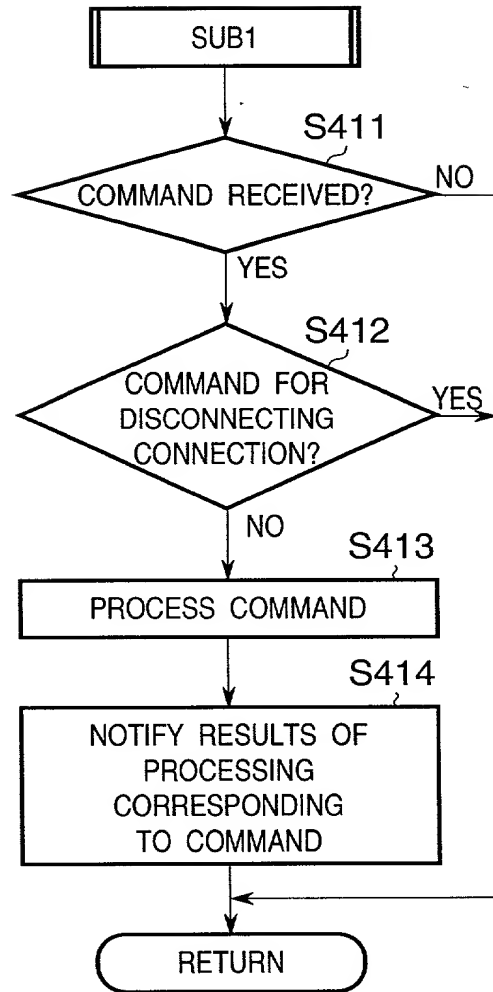 SUB1
S411
COMMAND RECEIVED?
NO
YES
S412
COMMAND FOR
DISCONNECTING
CONNECTION?
YES
NO
S413
PROCESS COMMAND
S414
NOTIFY RESULTS OF
PROCESSING
CORRESPONDING
TO COMMAND
RETURN